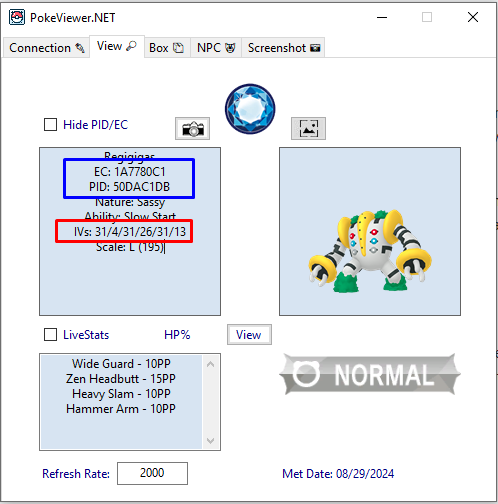 PokeViewer.NET
Connection
View
Box
NPC
Screenshot
Hide PID/EC
Regigigas
EC: 1A7780C1
PID: 50DAC1DB
Nature: Sassy
Ability: Slow Start
IVs: 31/4/31/26/31/13
Scale: L (195)
LiveStats
HP%
View
Wide Guard - 10PP
Zen Headbutt - 15PP
Heavy Slam - 10PP
Hammer Arm - 10PP
NORMAL
Refresh Rate:
2000
Met Date: 08/29/2024